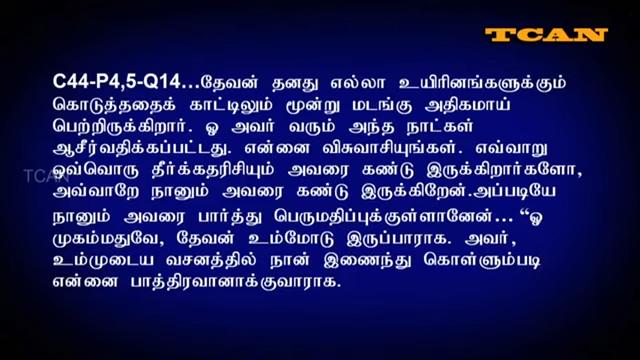 TCAN
C44-P4,5-Q14...தேவன் தனது எல்லா உயிரினங்களுக்கும்
கொடுத்ததைக் காட்டிலும் மூன்று மடங்கு அதிகமாய்
பெற்றிருக்கிறார். ஓ அவர் வரும் அந்த நாட்கள்
ஆசீர்வதிக்கப்பட்டது. என்னை விசுவாசியுங்கள். எவ்வாறு
ஒவ்வொரு தீர்க்கதரிசியும் அவரை கண்டு இருக்கிறார்களோ,
அவ்வாறே நானும் அவரை கண்டு இருக்கிறேன்.அப்படியே
நானும் அவரை பார்த்து பெருமதிப்புக்குள்ளானேன்... “ஓ
முகம்மதுவே, தேவன் உம்மோடு இருப்பாராக. அவர்,
உம்முடைய வசனத்தில் நான் இணைந்து கொள்ளும்படி
என்னை பாத்திரவானாக்குவாராக.
TCAN